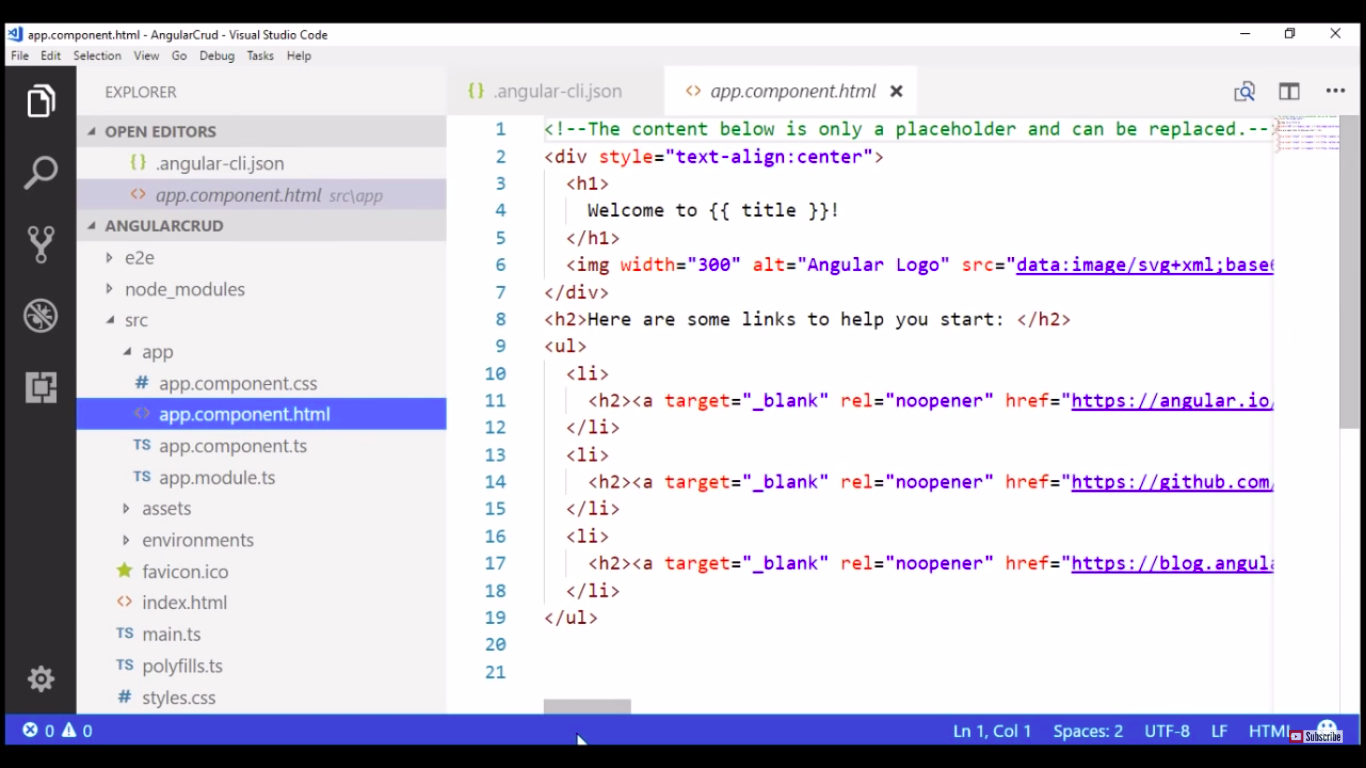 app.component.html - AngularCrud - Visual Studio Code
File Edit Selection View Go Debug Tasks Help
EXPLORER
OPEN EDITORS
{} .angular-cli.json
<> app.component.html src\app
ANGULARCRUD
e2e
node_modules
src
app
# app.component.css
<> app.component.html
TS app.component.ts
TS app.module.ts
assets
environments
favicon.ico
<> index.html
TS main.ts
TS polyfills.ts
# styles.css
{} .angular-cli.json <> app.component.html
1 <!--The content below is only a placeholder and can be replaced.--
2 <div style="text-align:center">
3 <h1>
4 Welcome to {{ title }}!
5 </h1>
6 <img width="300" alt="Angular Logo" src="data:image/svg+xml;base6
7 </div>
8 <h2>Here are some links to help you start: </h2>
9 <ul>
10 <li>
11 <h2><a target="_blank" rel="noopener" href="https://angular.io/
12 </li>
13 <li>
14 <h2><a target="_blank" rel="noopener" href="https://github.com/
15 </li>
16 <li>
17 <h2><a target="_blank" rel="noopener" href="https://blog.angula
18 </li>
19 </ul>
20
21
0 0 Ln 1, Col 1 Spaces: 2 UTF-8 LF HTML
Subscribe